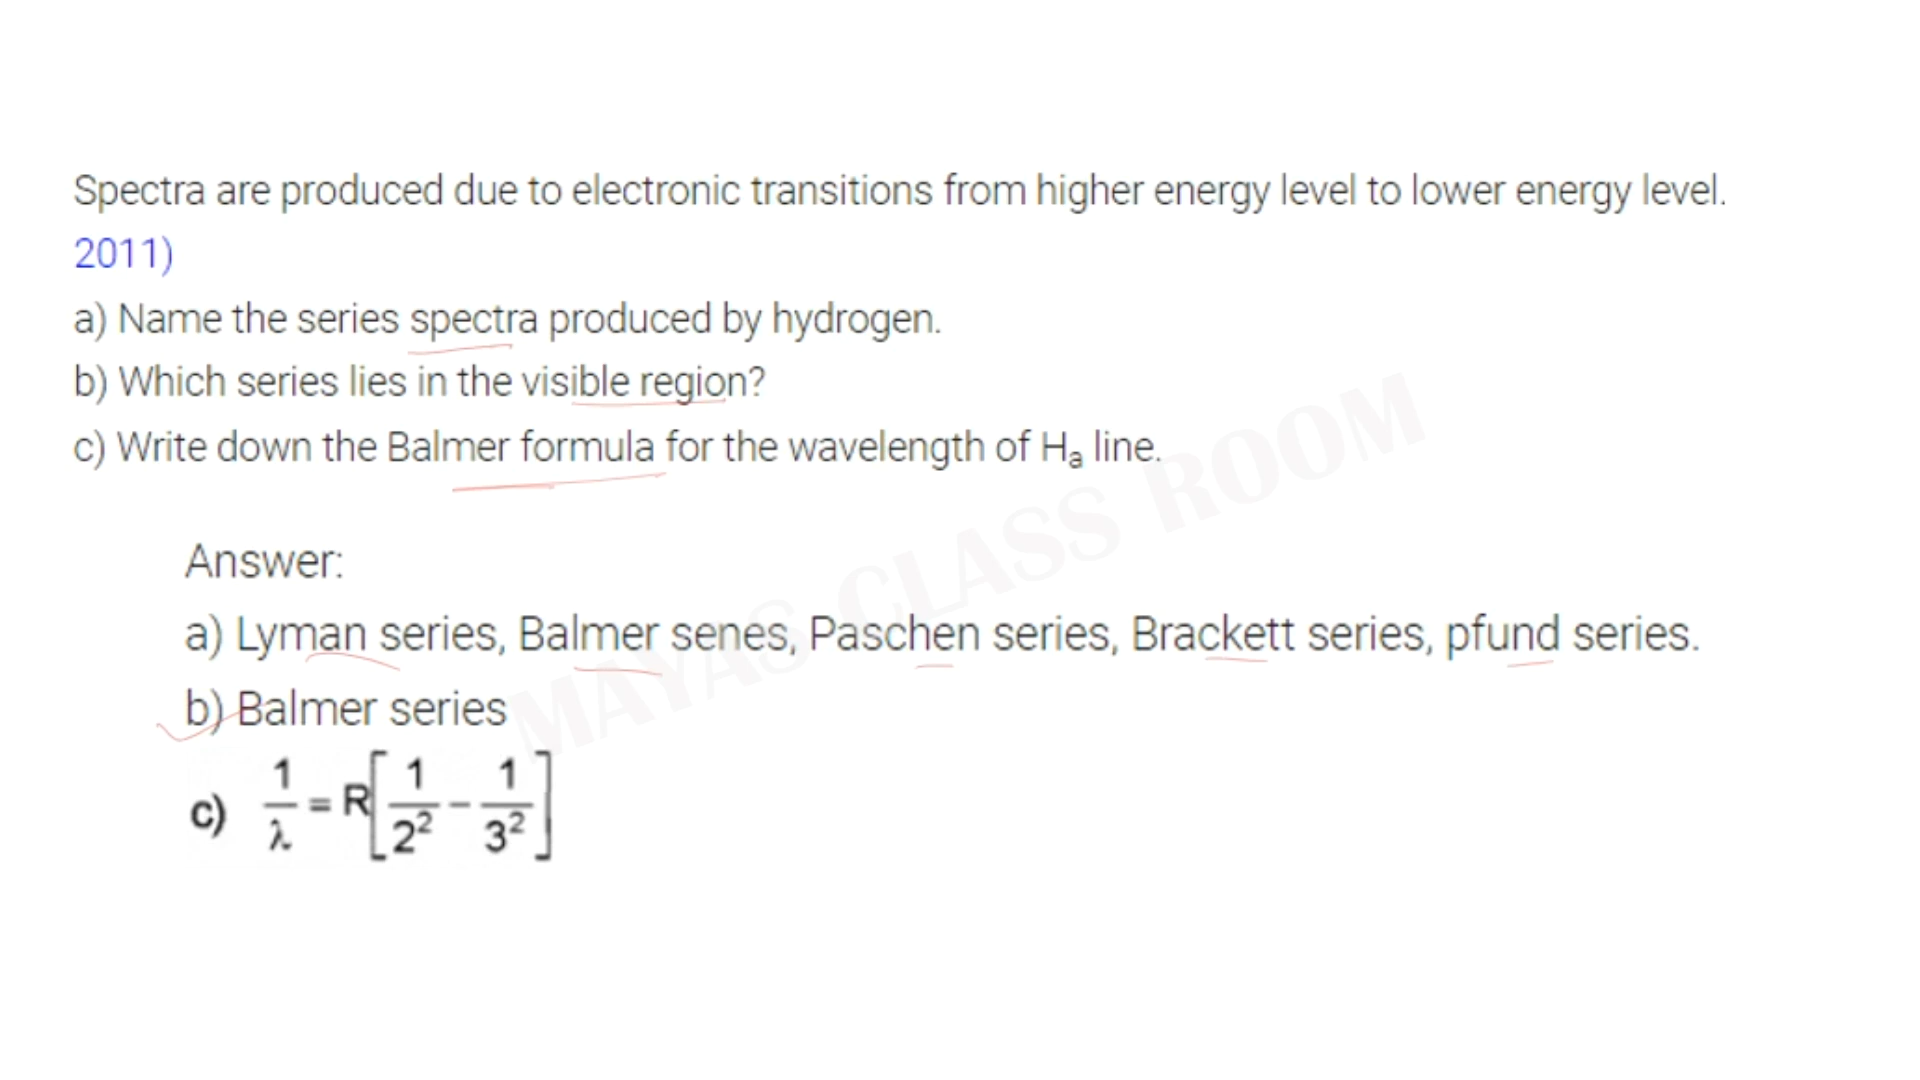 Spectra are produced due to electronic transitions from higher energy level to lower energy level.
2011)
a) Name the series spectra produced by hydrogen.
b) Which series lies in the visible region?
c) Write down the Balmer formula for the wavelength of Hₐ line.
Answer:
a) Lyman series, Balmer senes, Paschen series, Brackett series, pfund series.
b) Balmer series
c) 1/λ = R[1/2² − 1/3²]
MAYAS CLASS ROOM